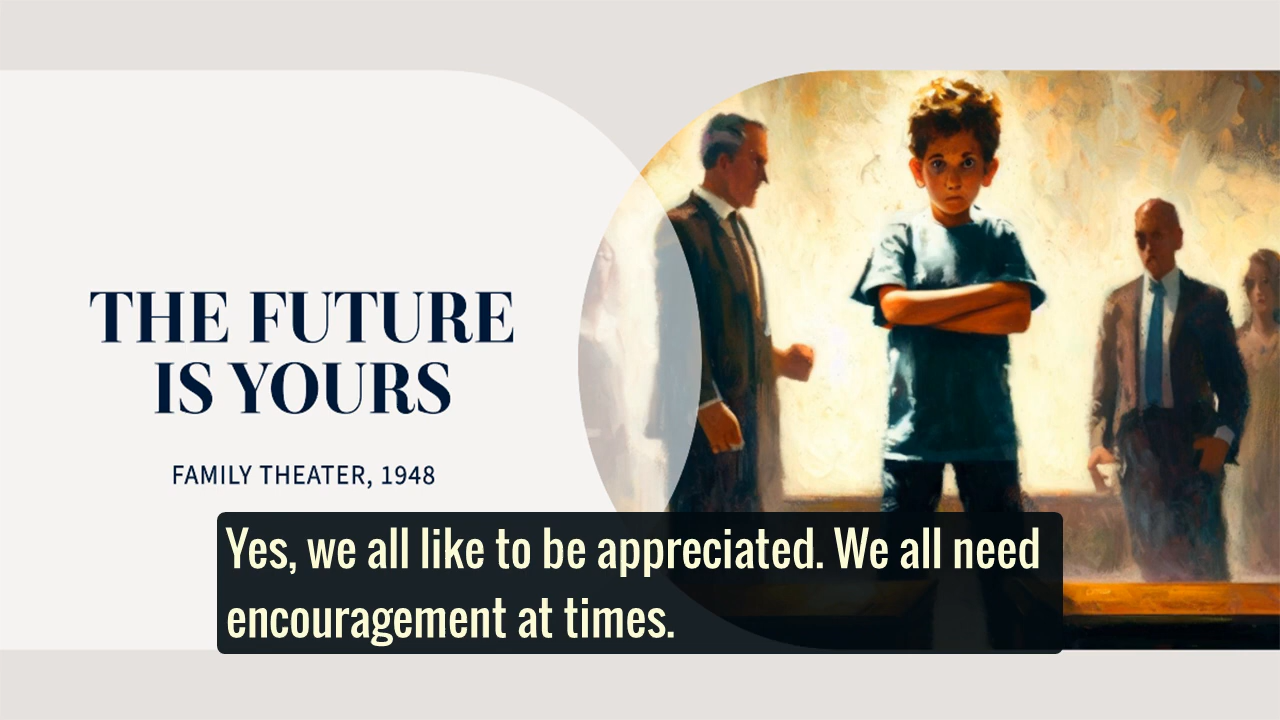 THE FUTURE
IS YOURS
FAMILY THEATER, 1948
Yes, we all like to be appreciated. We all need
encouragement at times.